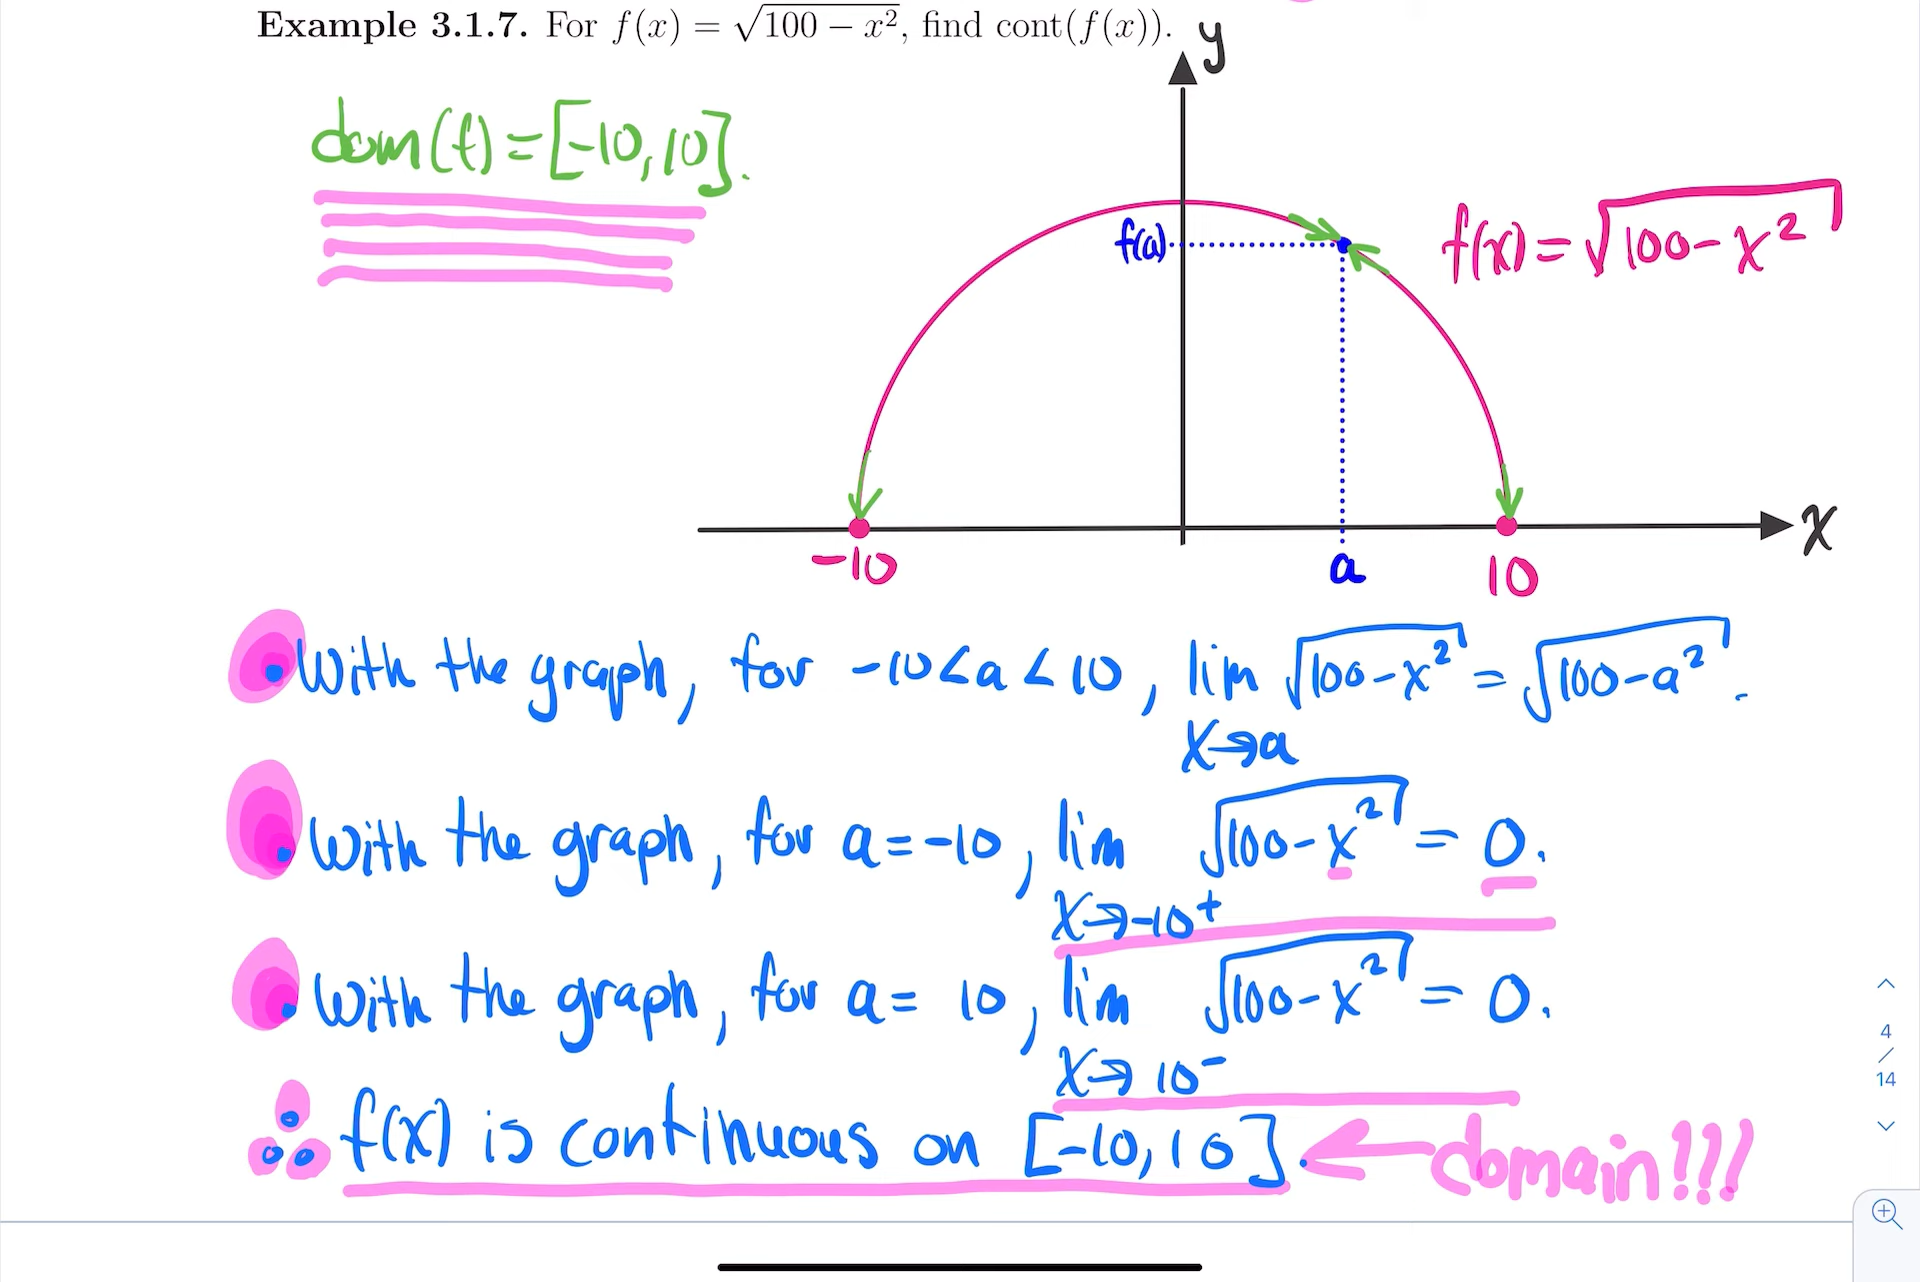 Example 3.1.7. For f(x) = √100 − x², find cont(f(x)).
y
dom(f)=[-10,10].
f(a)
f(x)=√100-x²
x
-10
a
10
With the graph, for -10<a<10, lim √100-x² = √100-a².
x→a
With the graph, for a=-10, lim √100-x² = 0.
x→-10⁺
With the graph, for a= 10, lim √100-x² = 0.
x→10⁻
∴ f(x) is continuous on [-10,10]. ← domain!!!
4
/
14